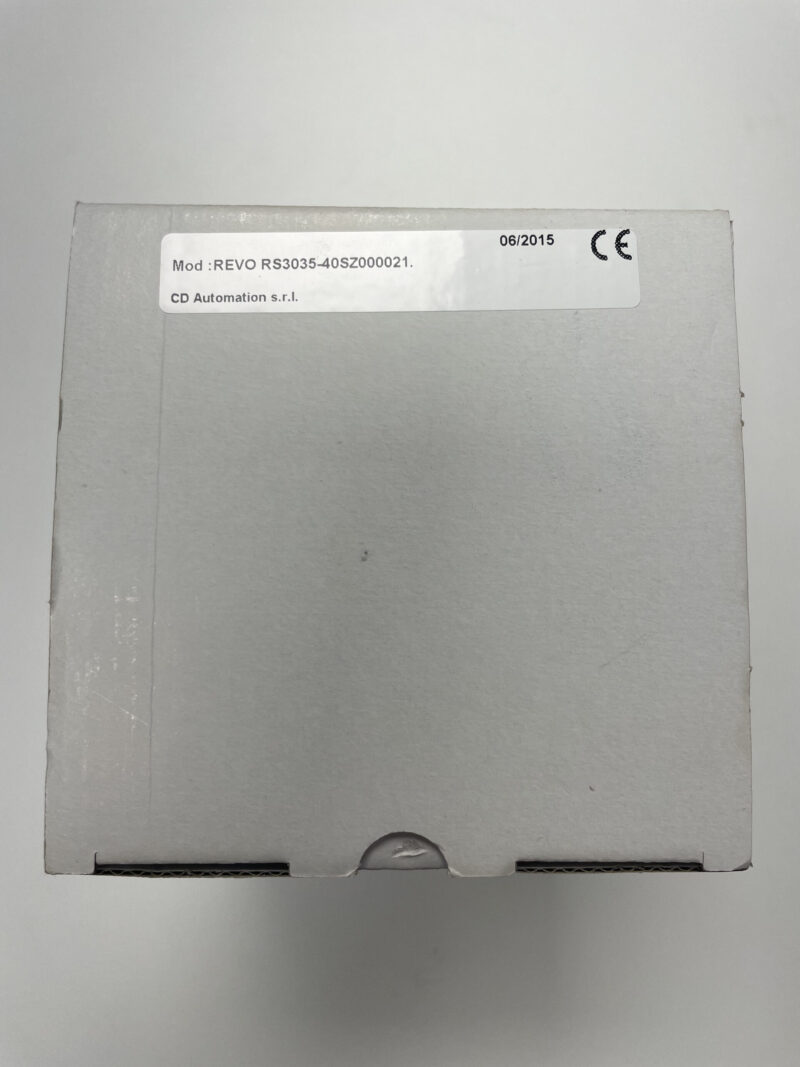 06/2015 CE
Mod :REVO RS3035-40SZ000021.
CD Automation s.r.l.